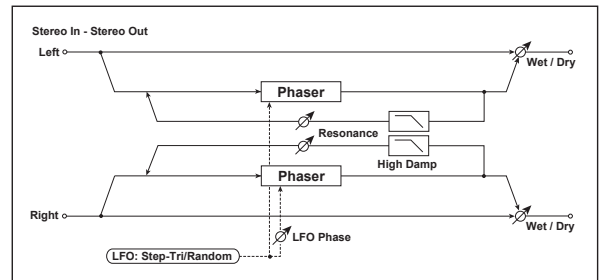 Stereo In - Stereo Out
Left
Wet / Dry
Phaser
Resonance
High Damp
Phaser
Right
Wet / Dry
LFO Phase
LFO: Step-Tri/Random